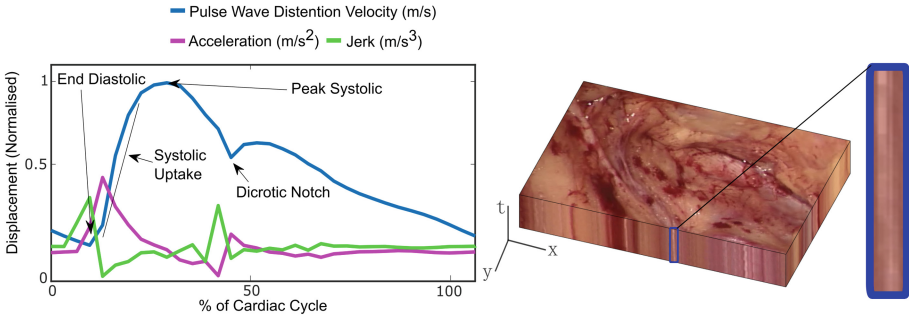 Pulse Wave Distention Velocity (m/s)
Acceleration (m/s²) Jerk (m/s³)
End Diastolic
Peak Systolic
Systolic
Uptake
Dicrotic Notch
Displacement (Normalised)
1
0.5
0
0 50 100
% of Cardiac Cycle
t
x
y